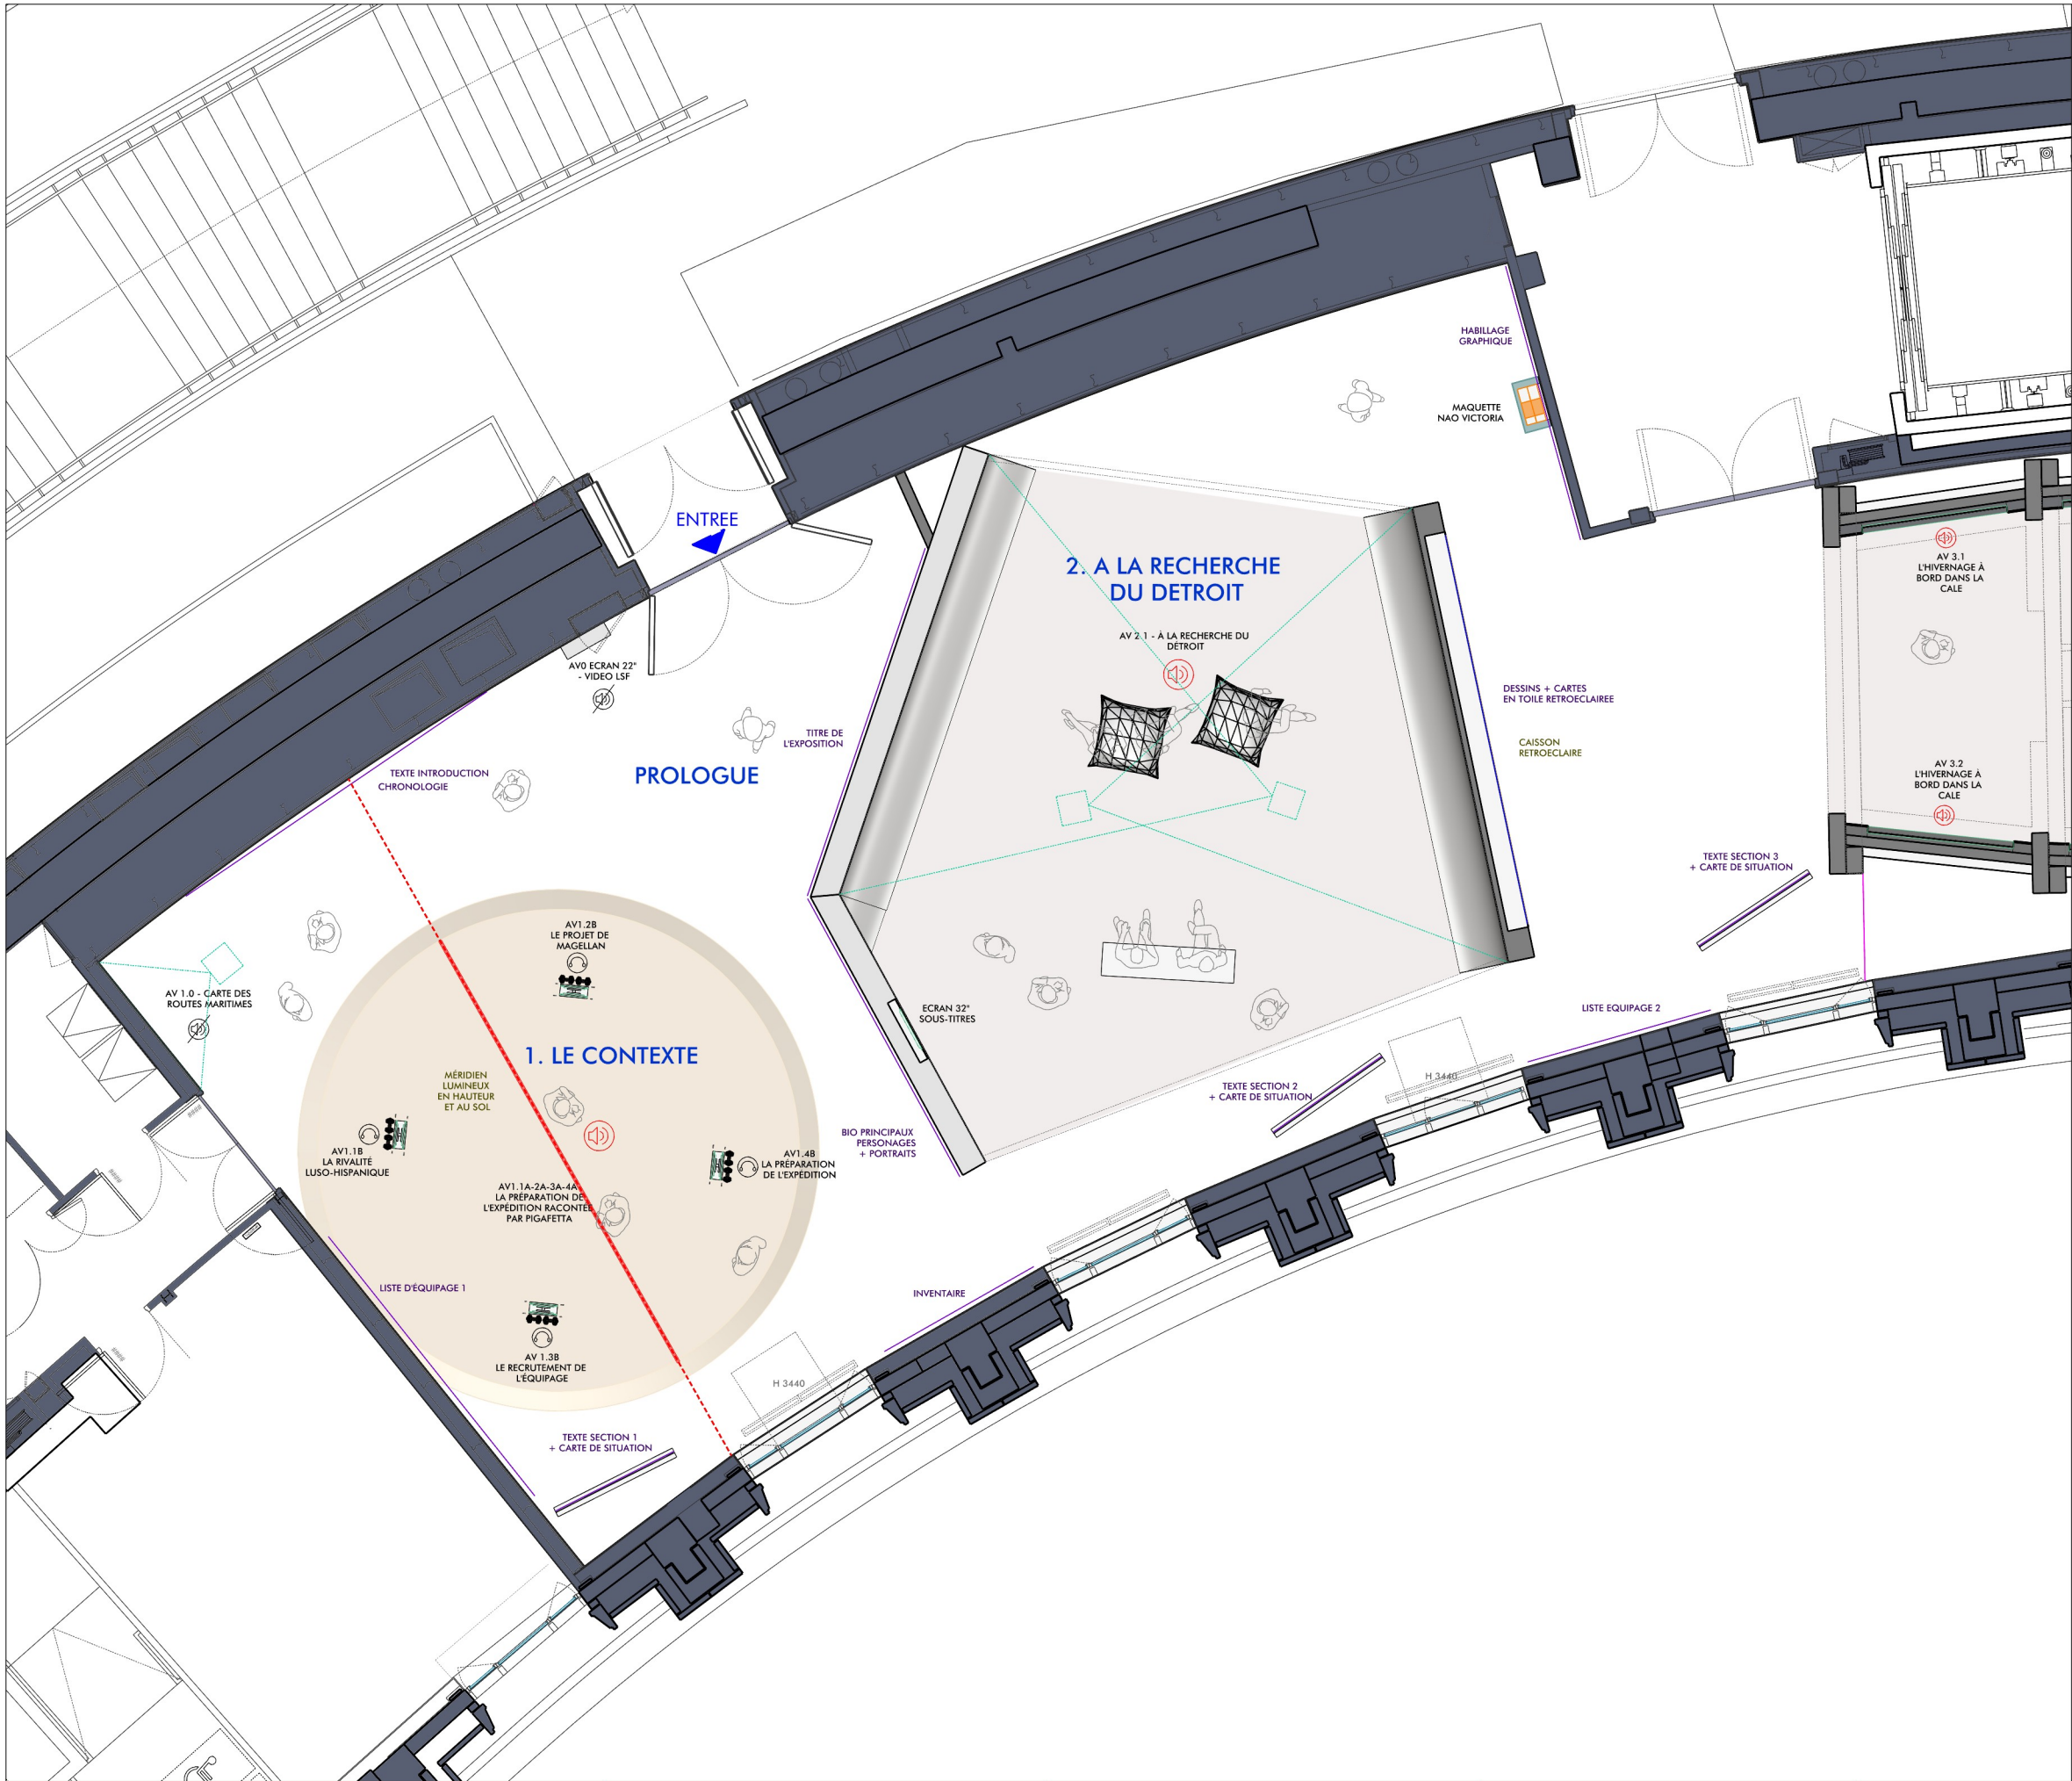 ENTREE
HABILLAGE
GRAPHIQUE
MAQUETTE
NAO VICTORIA
2. A LA RECHERCHE
DU DETROIT
AV 2.1 - À LA RECHERCHE DU
DÉTROIT
AV 3.1
L'HIVERNAGE À
BORD DANS LA
CALE
AV0 ECRAN 22"
- VIDEO LSF
TITRE DE
L'EXPOSITION
PROLOGUE
TEXTE INTRODUCTION
CHRONOLOGIE
DESSINS + CARTES
EN TOILE RETROECLAIREE
CAISSON
RETROECLAIRE
AV 3.2
L'HIVERNAGE À
BORD DANS LA
CALE
TEXTE SECTION 3
+ CARTE DE SITUATION
AV1.2B
LE PROJET DE
MAGELLAN
AV 1.0 - CARTE DES
ROUTES MARITIMES
ECRAN 32"
SOUS-TITRES
LISTE EQUIPAGE 2
1. LE CONTEXTE
MÉRIDIEN
LUMINEUX
EN HAUTEUR
ET AU SOL
H 3440
TEXTE SECTION 2
+ CARTE DE SITUATION
BIO PRINCIPAUX
PERSONAGES
+ PORTRAITS
AV1.1B
LA RIVALITÉ
LUSO-HISPANIQUE
AV1.4B
LA PRÉPARATION
DE L'EXPÉDITION
AV1.1A-2A-3A-4A
LA PRÉPARATION DE
L'EXPÉDITION RACONTÉE
PAR PIGAFETTA
LISTE D'ÉQUIPAGE 1
INVENTAIRE
AV 1.3B
LE RECRUTEMENT DE
L'ÉQUIPAGE
H 3440
TEXTE SECTION 1
+ CARTE DE SITUATION